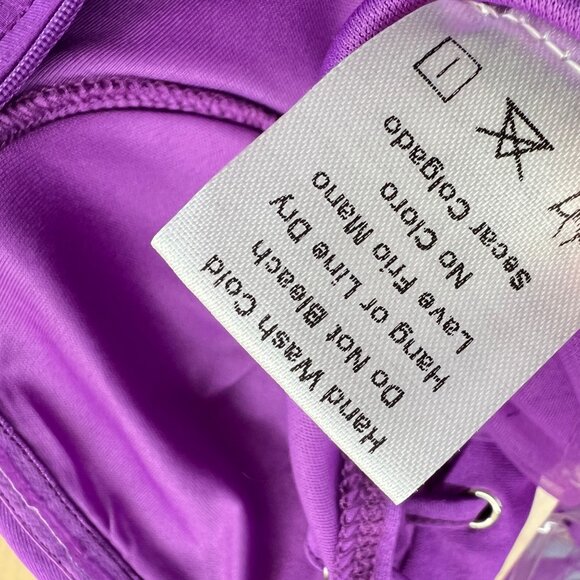 Hand Wash Cold
Do Not Bleach
Hang or Line Dry
Lave Frio Mano
No Cloro
Secar Colgado